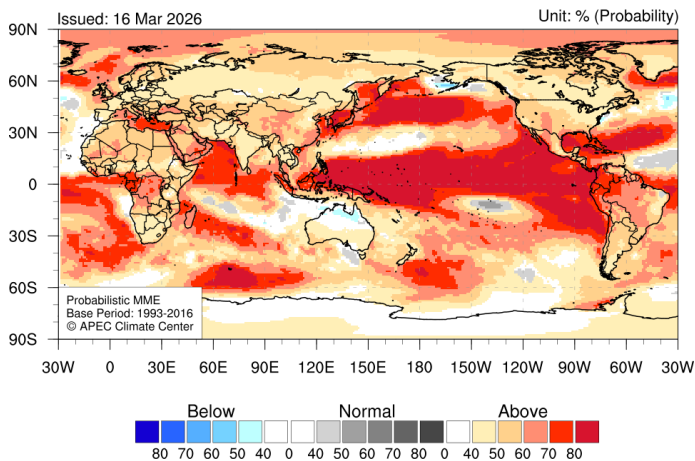 Issued: 16 Mar 2026 Unit: % (Probability)
90N
60N
30N
0
30S
60S
90S
Probabilistic MME
Base Period: 1993-2016
© APEC Climate Center
30W 0 30E 60E 90E 120E 150E 180 150W 120W 90W 60W 30W
Below Normal Above
80 70 60 50 40 0 40 50 60 70 80 0 40 50 60 70 80